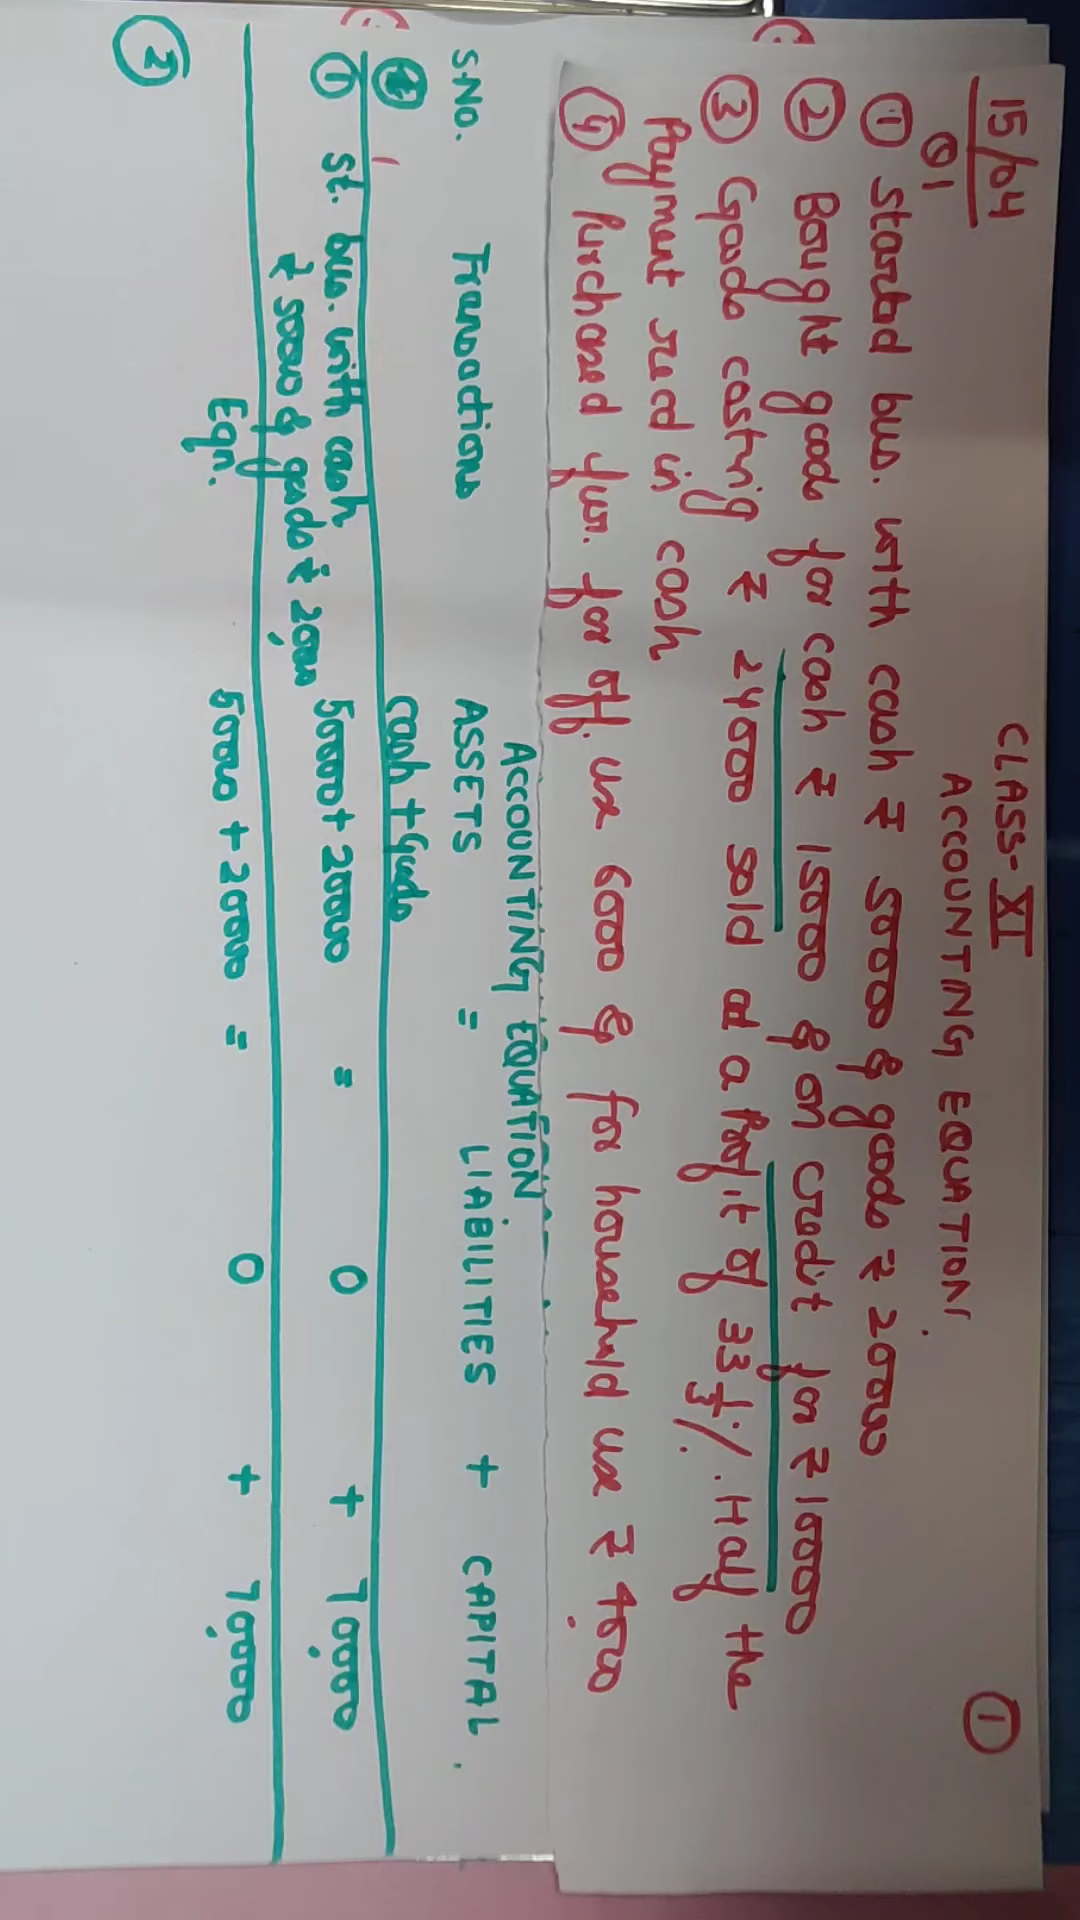 15/04
CLASS-XI
①
Q1
ACCOUNTING EQUATION.
① Started bus. with cash ₹ 50000 & goods ₹ 20000
② Bought goods for cash ₹ 15000 & on credit for ₹ 10000
③ Goods costing ₹ 24000 sold at a Profit of 33 1/3 %. Half the
Payment recd in cash
④ Purchased fur. for off. use 6000 & for household use ₹ 4000
ACCOUNTING EQUATION
S.No. Transactions ASSETS = LIABILITIES + CAPITAL.
cash + Goods
① St. bus. with cash 50000 + 20000 = 0 + 70000
₹ 50000 & goods ₹ 20000
Eqn. 50000 + 20000 = 0 + 70000
②